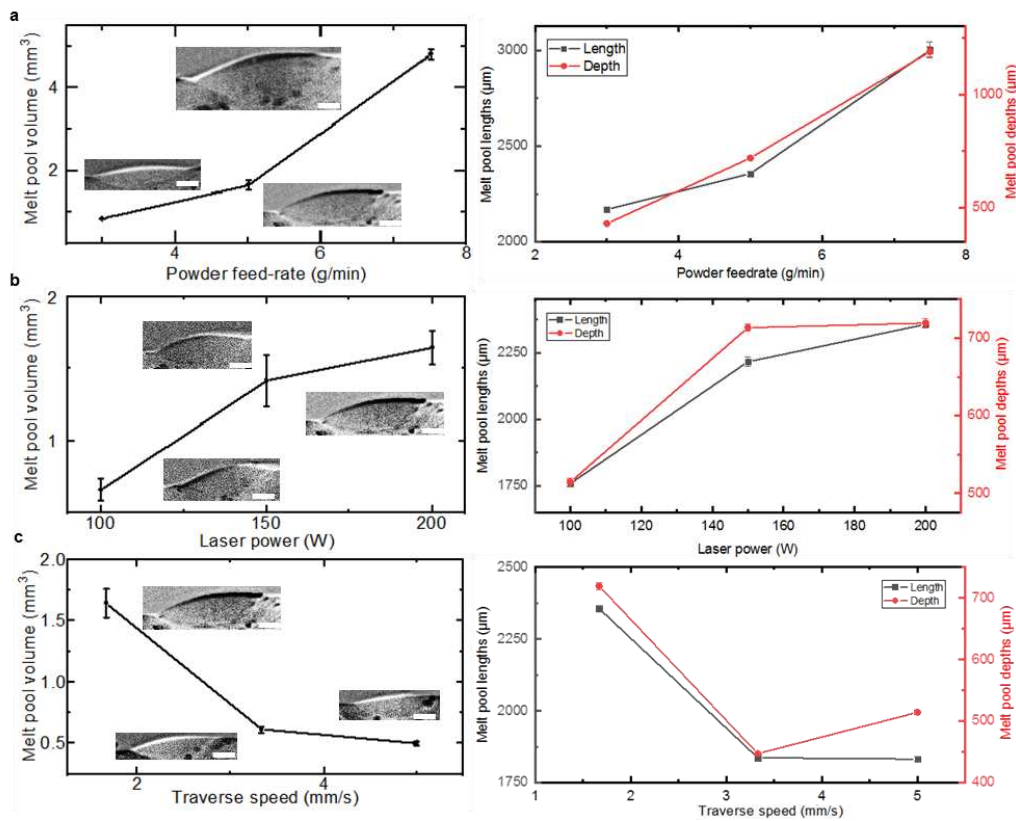 a
Melt pool volume (mm³)
4
2
4
6
8
Powder feed-rate (g/min)
Melt pool lengths (µm)
3000
2500
2000
Length
Depth
1000
500
Melt pool depths (µm)
2
4
6
8
Powder feedrate (g/min)
b
Melt pool volume (mm³)
2
1
100
150
200
Laser power (W)
Melt pool lengths (µm)
2250
2000
1750
Length
Depth
700
600
500
Melt pool depths (µm)
100 120 140 160 180 200
Laser power (W)
c
Melt pool volume (mm³)
2.0
1.5
1.0
0.5
2
4
Traverse speed (mm/s)
Melt pool lengths (µm)
2500
2250
2000
1750
Length
Depth
700
600
500
400
Melt pool depths (µm)
1
2
3
4
5
Traverse speed (mm/s)